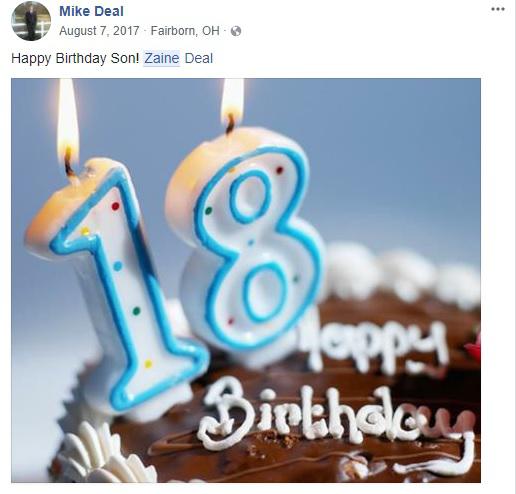 Mike Deal
August 7, 2017 · Fairborn, OH ·
Happy Birthday Son! Zaine Deal
18
Happy
Birthday